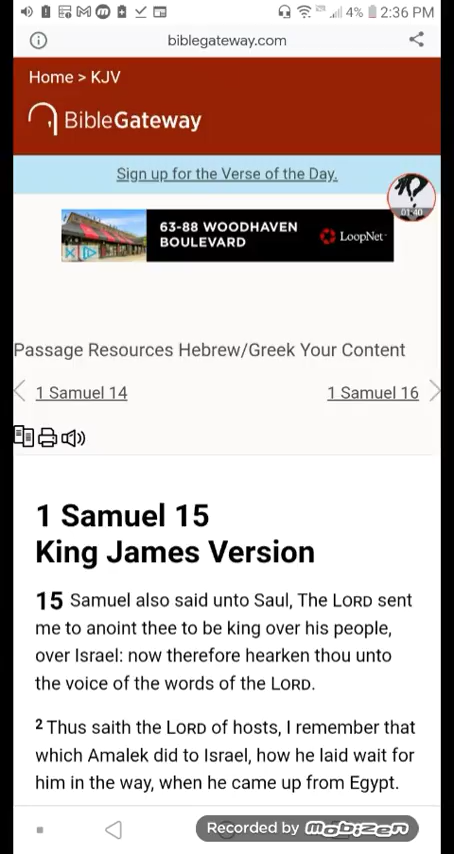 4% 2:36 PM
biblegateway.com
Home > KJV
BibleGateway
Sign up for the Verse of the Day.
01:40
63-88 WOODHAVEN
BOULEVARD
LoopNet
Passage Resources Hebrew/Greek Your Content
1 Samuel 14 1 Samuel 16
1 Samuel 15
King James Version
15 Samuel also said unto Saul, The LORD sent
me to anoint thee to be king over his people,
over Israel: now therefore hearken thou unto
the voice of the words of the LORD.
2 Thus saith the LORD of hosts, I remember that
which Amalek did to Israel, how he laid wait for
him in the way, when he came up from Egypt.
Recorded by mobizen